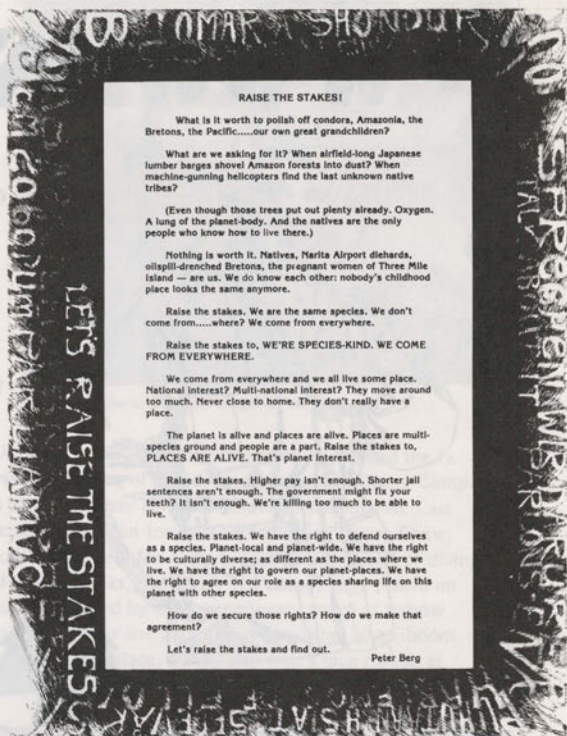 TOMAR SHONDUR
RAISE THE STAKES!
What is it worth to polish off condors, Amazonia, the
Bretons, the Pacific.....our own great grandchildren?
What are we asking for it? When airfield-long Japanese
lumber barges shovel Amazon forests into dust? When
machine-gunning helicopters find the last unknown native
tribes?
(Even though those trees put out plenty already. Oxygen.
A lung of the planet-body. And the natives are the only
people who know how to live there.)
Nothing is worth it. Natives, Narita Airport diehards,
oilspill-drenched Bretons, the pregnant women of Three Mile
Island — are us. We do know each other: nobody's childhood
place looks the same anymore.
Raise the stakes. We are the same species. We don't
come from.....where? We come from everywhere.
Raise the stakes to, WE'RE SPECIES-KIND. WE COME
FROM EVERYWHERE.
We come from everywhere and we all live some place.
National interest? Multi-national interest? They move around
too much. Never close to home. They don't really have a
place.
The planet is alive and places are alive. Places are multi-
species ground and people are a part. Raise the stakes to,
PLACES ARE ALIVE. That's planet interest.
Raise the stakes. Higher pay isn't enough. Shorter jail
sentences aren't enough. The government might fix your
teeth? It isn't enough. We're killing too much to be able to
live.
Raise the stakes. We have the right to defend ourselves
as a species. Planet-local and planet-wide. We have the right
to be culturally diverse; as different as the places where we
live. We have the right to govern our planet-places. We have
the right to agree on our role as a species sharing life on this
planet with other species.
How do we secure those rights? How do we make that
agreement?
Let's raise the stakes and find out.
Peter Berg
LET'S RAISE THE STAKES